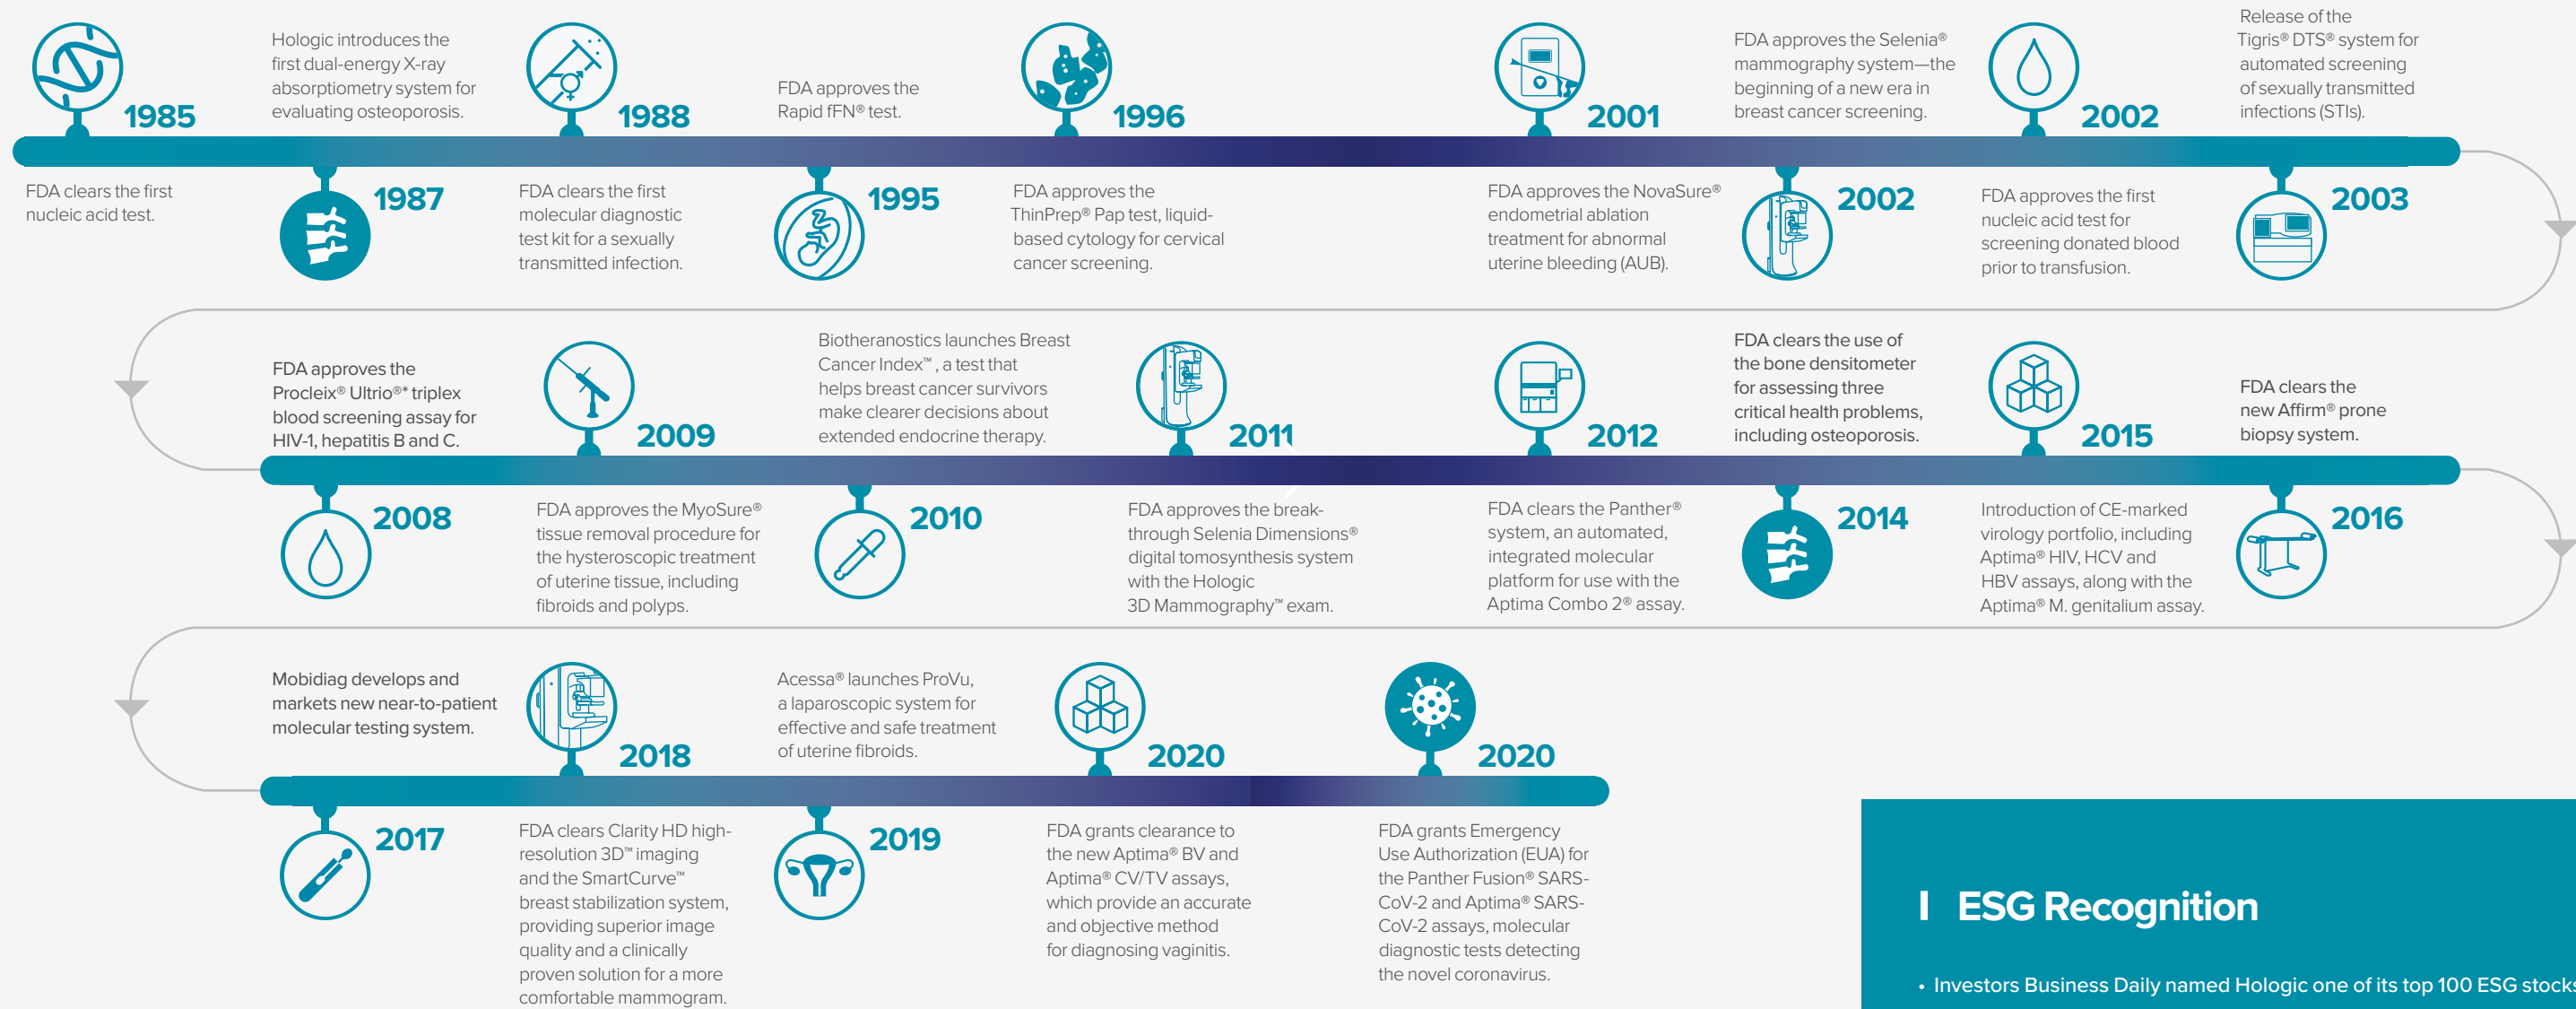 1985
FDA clears the first
nucleic acid test.
Hologic introduces the
first dual-energy X-ray
absorptiometry system for
evaluating osteoporosis.
1987
1988
FDA clears the first
molecular diagnostic
test kit for a sexually
transmitted infection.
FDA approves the
Rapid fFN® test.
1995
1996
FDA approves the
ThinPrep® Pap test, liquid-
based cytology for cervical
cancer screening.
2001
FDA approves the NovaSure®
endometrial ablation
treatment for abnormal
uterine bleeding (AUB).
FDA approves the Selenia®
mammography system—the
beginning of a new era in
breast cancer screening.
2002
2002
FDA approves the first
nucleic acid test for
screening donated blood
prior to transfusion.
Release of the
Tigris® DTS® system for
automated screening
of sexually transmitted
infections (STIs).
2003
FDA approves the
Procleix® Ultrio®* triplex
blood screening assay for
HIV-1, hepatitis B and C.
2008
2009
FDA approves the MyoSure®
tissue removal procedure for
the hysteroscopic treatment
of uterine tissue, including
fibroids and polyps.
Biotheranostics launches Breast
Cancer Index™ , a test that
helps breast cancer survivors
make clearer decisions about
extended endocrine therapy.
2010
2011
FDA approves the break-
through Selenia Dimensions®
digital tomosynthesis system
with the Hologic
3D Mammography™ exam.
2012
FDA clears the Panther®
system, an automated,
integrated molecular
platform for use with the
Aptima Combo 2® assay.
FDA clears the use of
the bone densitometer
for assessing three
critical health problems,
including osteoporosis.
2014
2015
Introduction of CE-marked
virology portfolio, including
Aptima® HIV, HCV and
HBV assays, along with the
Aptima® M. genitalium assay.
FDA clears the
new Affirm® prone
biopsy system.
2016
Mobidiag develops and
markets new near-to-patient
molecular testing system.
2017
2018
FDA clears Clarity HD high-
resolution 3D™ imaging
and the SmartCurve™
breast stabilization system,
providing superior image
quality and a clinically
proven solution for a more
comfortable mammogram.
Acessa® launches ProVu,
a laparoscopic system for
effective and safe treatment
of uterine fibroids.
2019
2020
FDA grants clearance to
the new Aptima® BV and
Aptima® CV/TV assays,
which provide an accurate
and objective method
for diagnosing vaginitis.
2020
FDA grants Emergency
Use Authorization (EUA) for
the Panther Fusion® SARS-
CoV-2 and Aptima® SARS-
CoV-2 assays, molecular
diagnostic tests detecting
the novel coronavirus.
| ESG Recognition
• Investors Business Daily named Hologic one of its top 100 ESG stocks